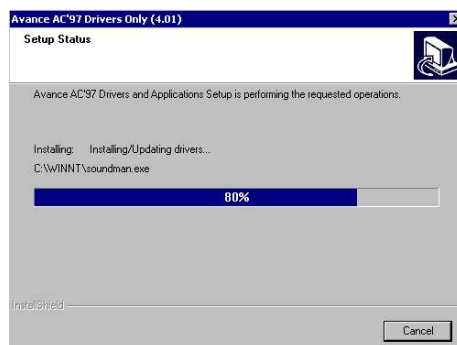 Avance AC'97 Drivers Only (4.01)
Setup Status
Avance AC'97 Drivers and Applications Setup is performing the requested operations.
Installing: Installing/Updating drivers...
C:\WINNT\soundman.exe
80%
InstallShield
Cancel